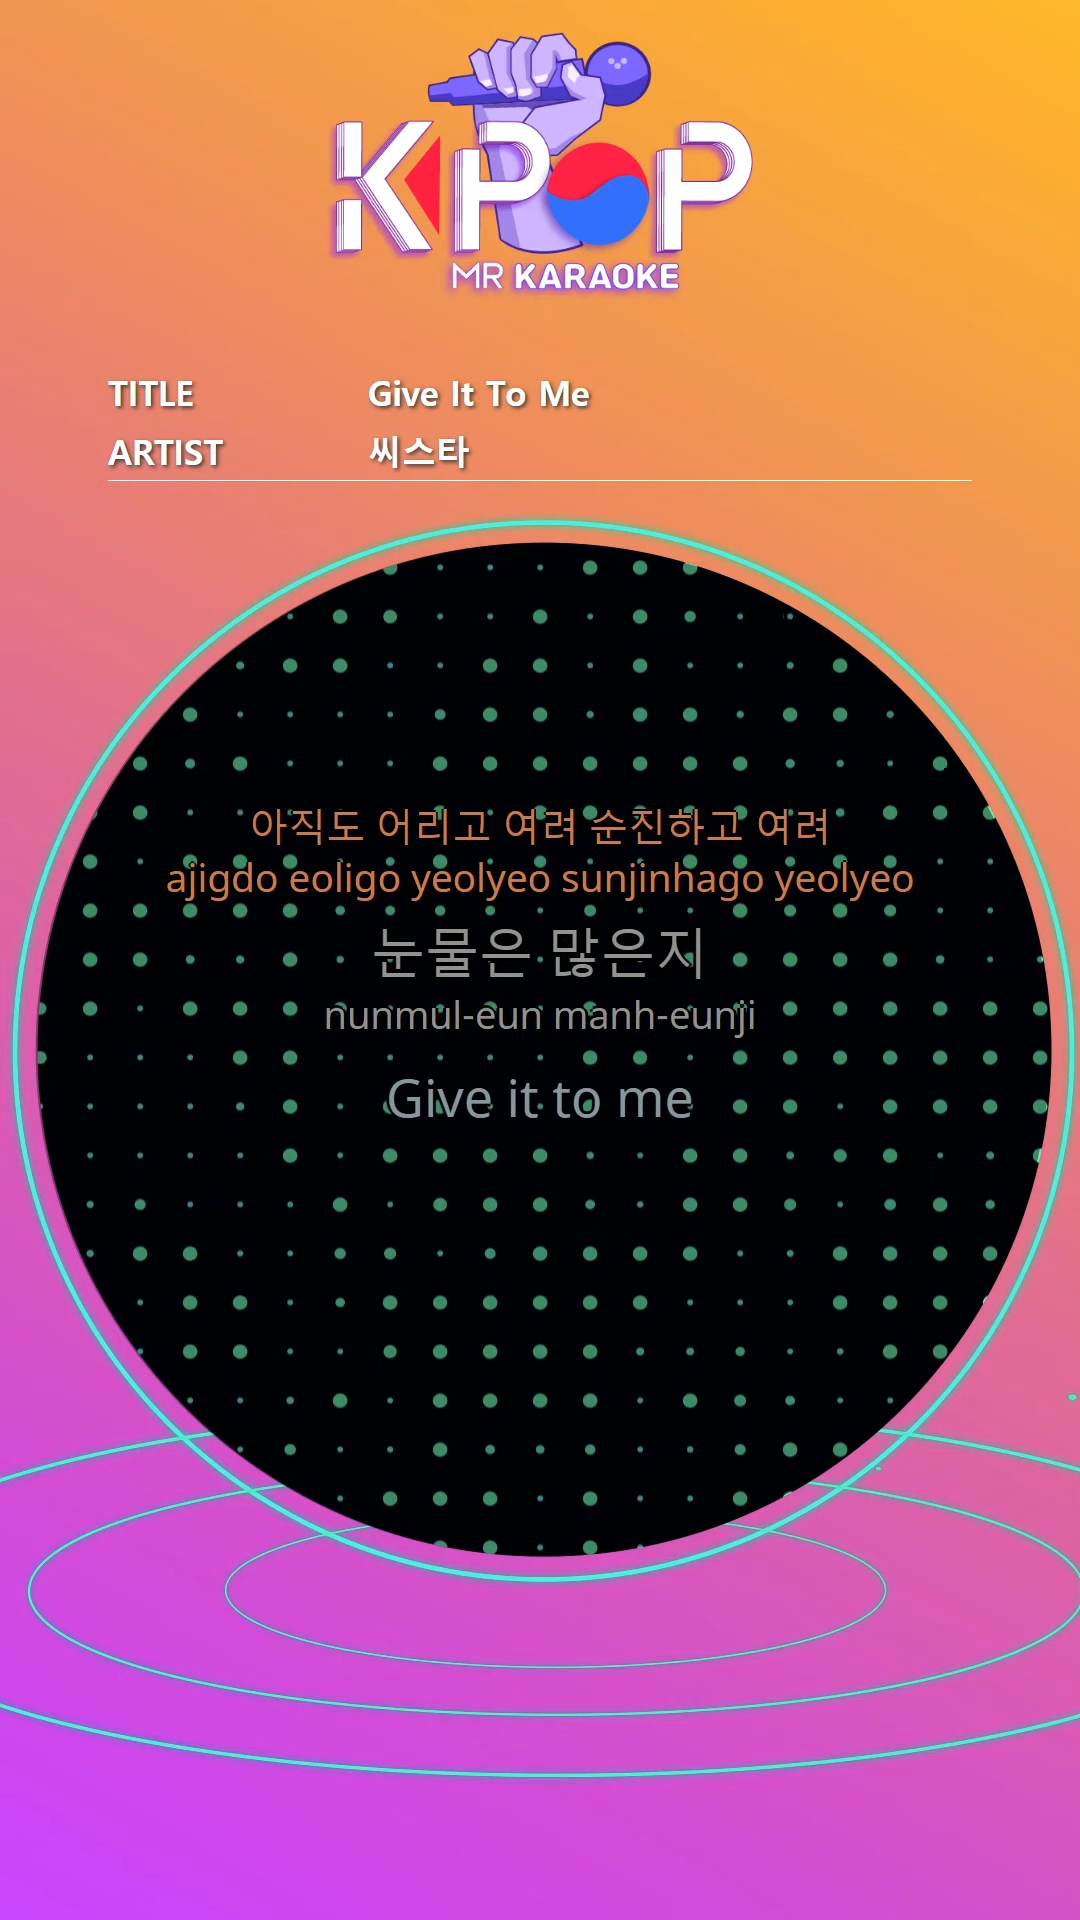 KPOP
MR KARAOKE
TITLE Give It To Me
ARTIST 씨스타
아직도 어리고 여려 순진하고 여려
ajigdo eoligo yeolyeo sunjinhago yeolyeo
눈물은 많은지
nunmul-eun manh-eunji
Give it to me